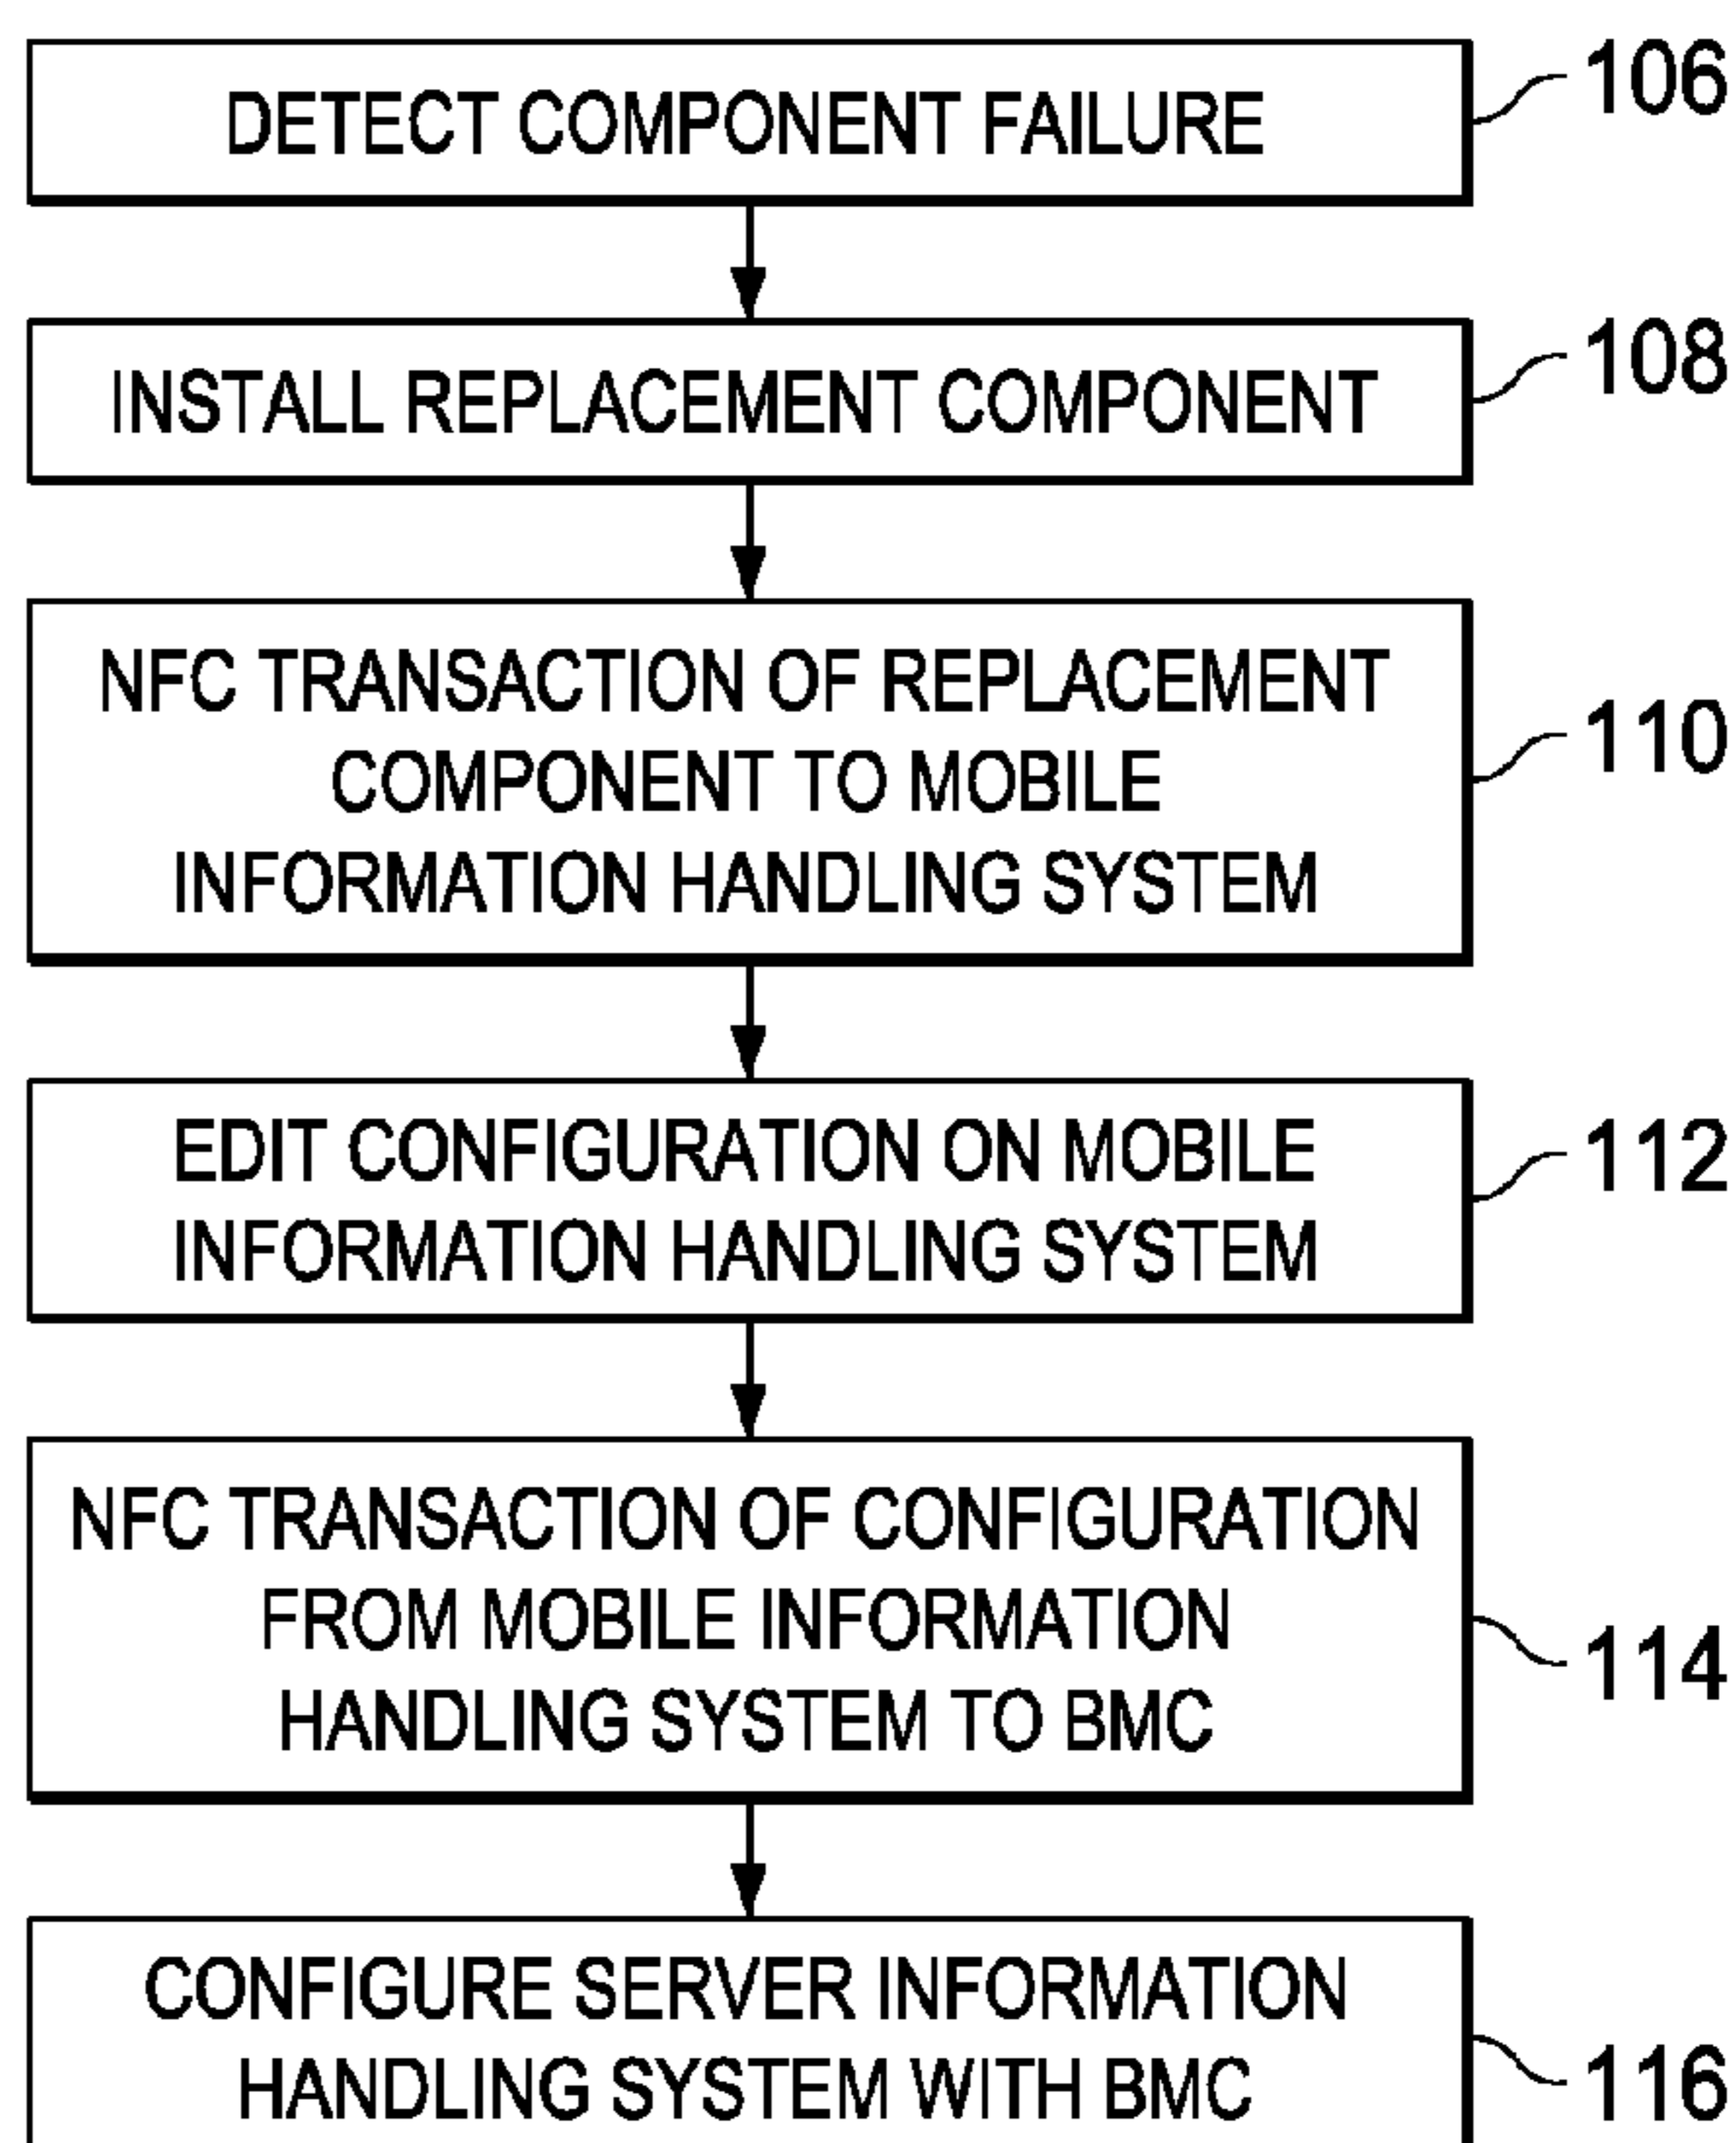 DETECT COMPONENT FAILURE
106
INSTALL REPLACEMENT COMPONENT
108
NFC TRANSACTION OF REPLACEMENT
COMPONENT TO MOBILE
INFORMATION HANDLING SYSTEM
110
EDIT CONFIGURATION ON MOBILE
INFORMATION HANDLING SYSTEM
112
NFC TRANSACTION OF CONFIGURATION
FROM MOBILE INFORMATION
HANDLING SYSTEM TO BMC
114
CONFIGURE SERVER INFORMATION
HANDLING SYSTEM WITH BMC
116